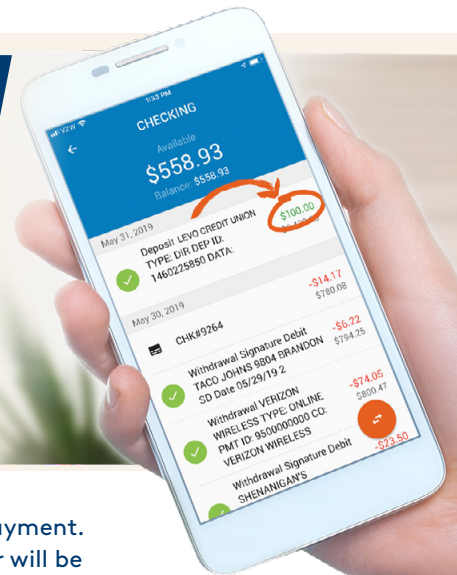 VZW
1:33 PM
CHECKING
Available
$558.93
Balance: $558.93
May 31, 2019
Deposit LEVO CREDIT UNION
TYPE: DIR DEP ID:
1460225850 DATA:
$100.00
May 30, 2019
CHK#9264
-$14.17
$780.08
Withdrawal Signature Debit
TACO JOHNS 9804 BRANDON
SD Date 05/29/19 2
-$6.22
$794.25
Withdrawal VERIZON
WIRELESS TYPE: ONLINE
PMT ID: 9500000000 CO:
VERIZON WIRELESS
-$74.05
$800.47
Withdrawal Signature Debit
SHENANIGAN'S
-$23.50
ayment.
will be